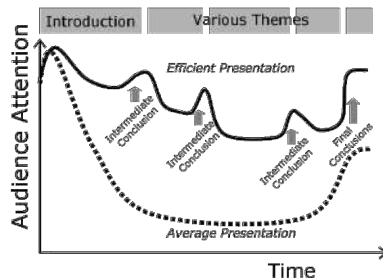 Introduction
Various Themes
Audience Attention
Efficient Presentation
Intermediate
Conclusion
Intermediate
Conclusion
Intermediate
Conclusion
Final
Conclusions
Average Presentation
Time